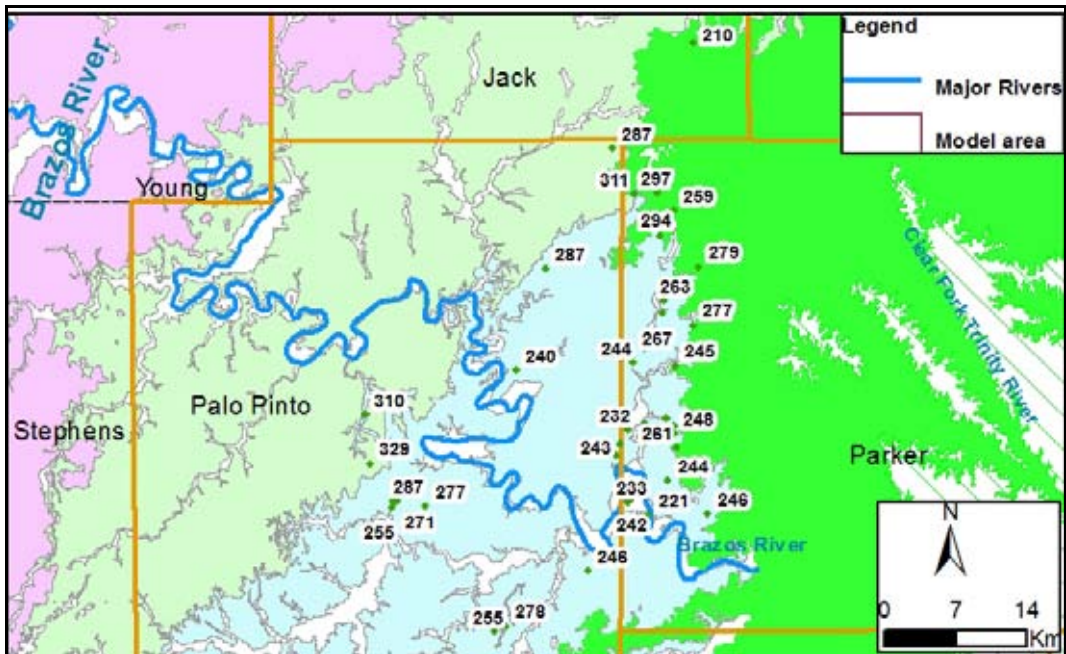 Legend
Major Rivers
Model area
210
Jack
Brazos River
Young
287
311
297
259
294
279
287
263
277
267
244
245
240
310
Palo Pinto
Stephens
232
248
261
243
329
Parker
244
287
277
233
221
246
271
255
242
Clear Fork Trinity River
Brazos River
246
N
255
278
0 7 14
Km